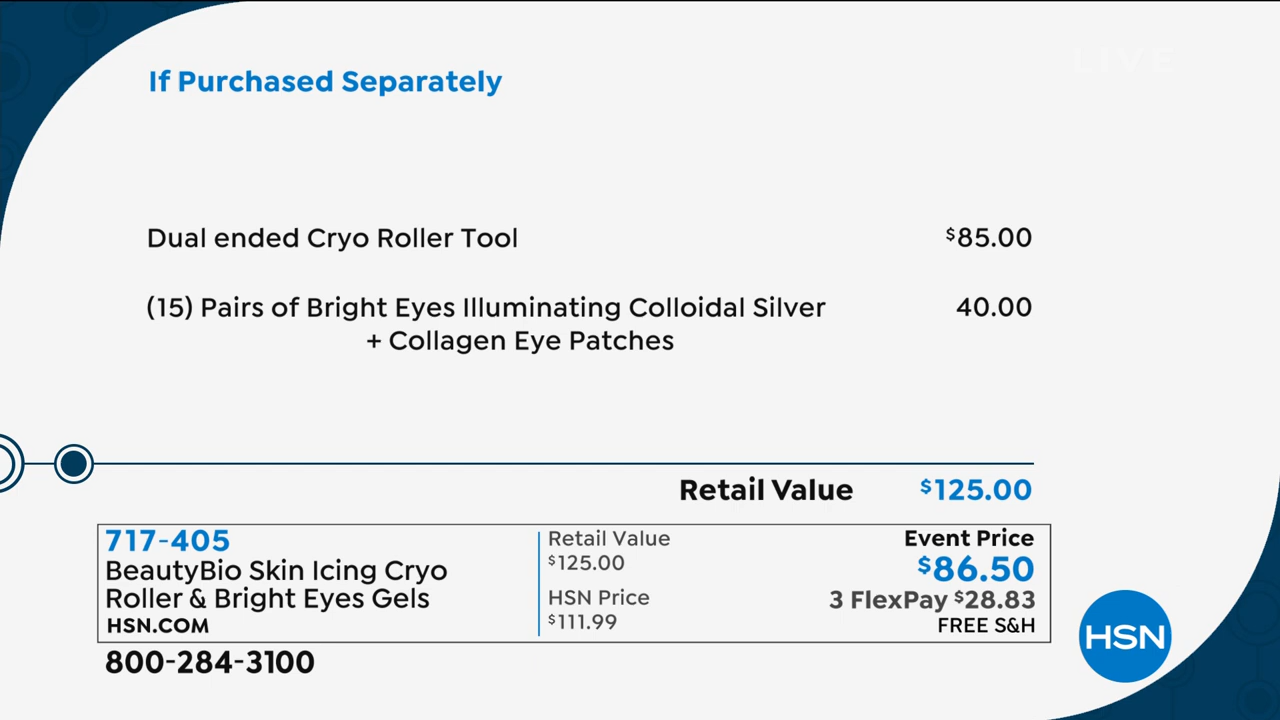 LIVE
If Purchased Separately
Dual ended Cryo Roller Tool $85.00
(15) Pairs of Bright Eyes Illuminating Colloidal Silver 40.00
+ Collagen Eye Patches
Retail Value $125.00
717-405
BeautyBio Skin Icing Cryo
Roller & Bright Eyes Gels
HSN.COM
Retail Value
$125.00
HSN Price
$111.99
Event Price
$86.50
3 FlexPay $28.83
FREE S&H
800-284-3100
HSN